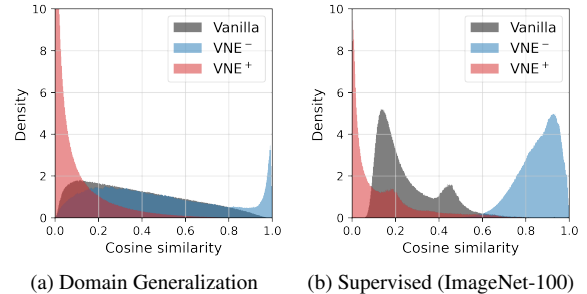 10
8
6
4
2
0
Density
Vanilla
VNE⁻
VNE⁺
0.0 0.2 0.4 0.6 0.8 1.0
Cosine similarity
(a) Domain Generalization
10
8
6
4
2
0
Density
Vanilla
VNE⁻
VNE⁺
0.0 0.2 0.4 0.6 0.8 1.0
Cosine similarity
(b) Supervised (ImageNet-100)